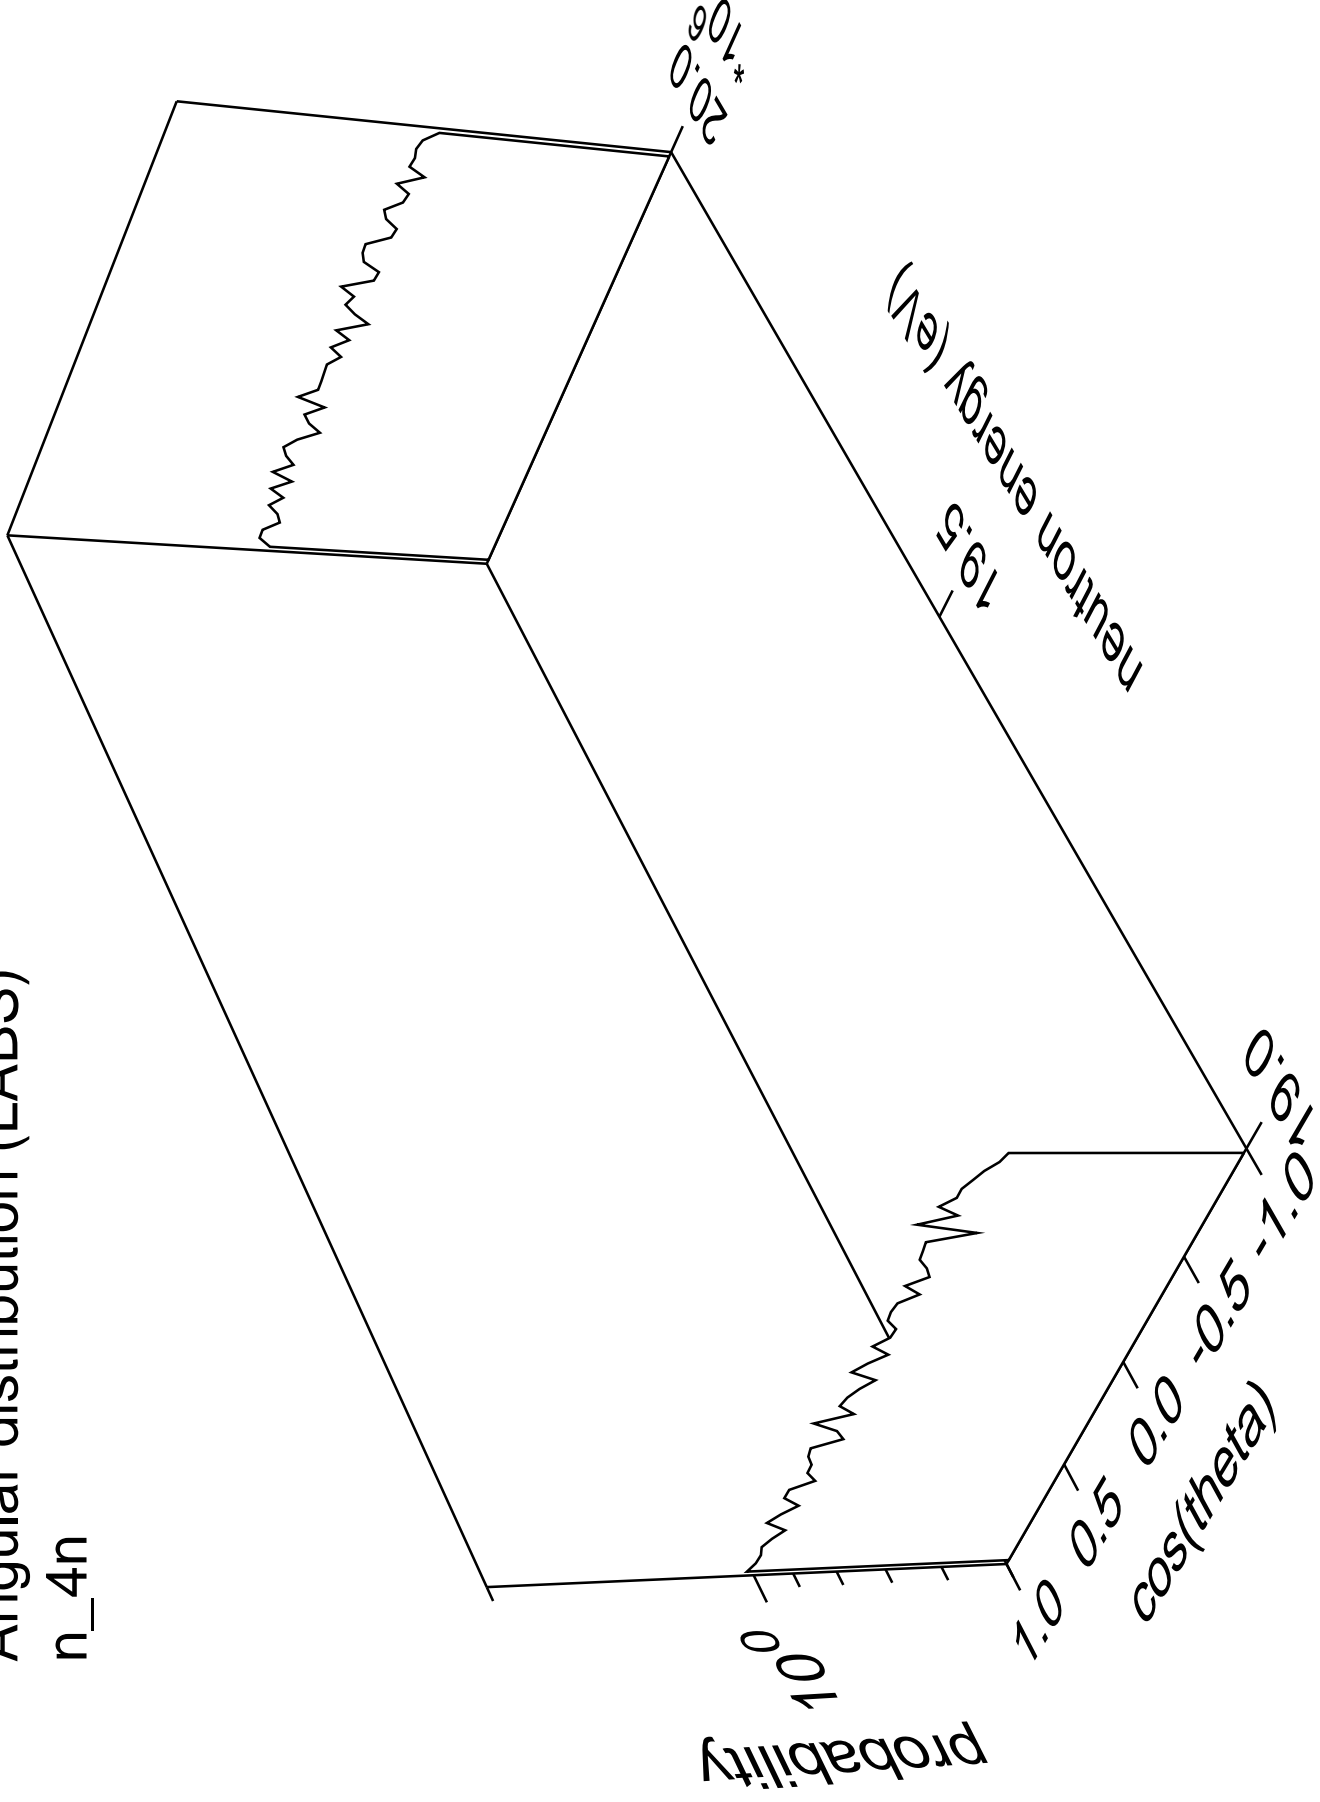 Angular distribution (LAB3)
n_4n
probability
10^0
cos(theta)
1.0
0.5
0.0
-0.5
-1.0
neutron energy (eV)
19.0
19.5
20.0
* 10^6